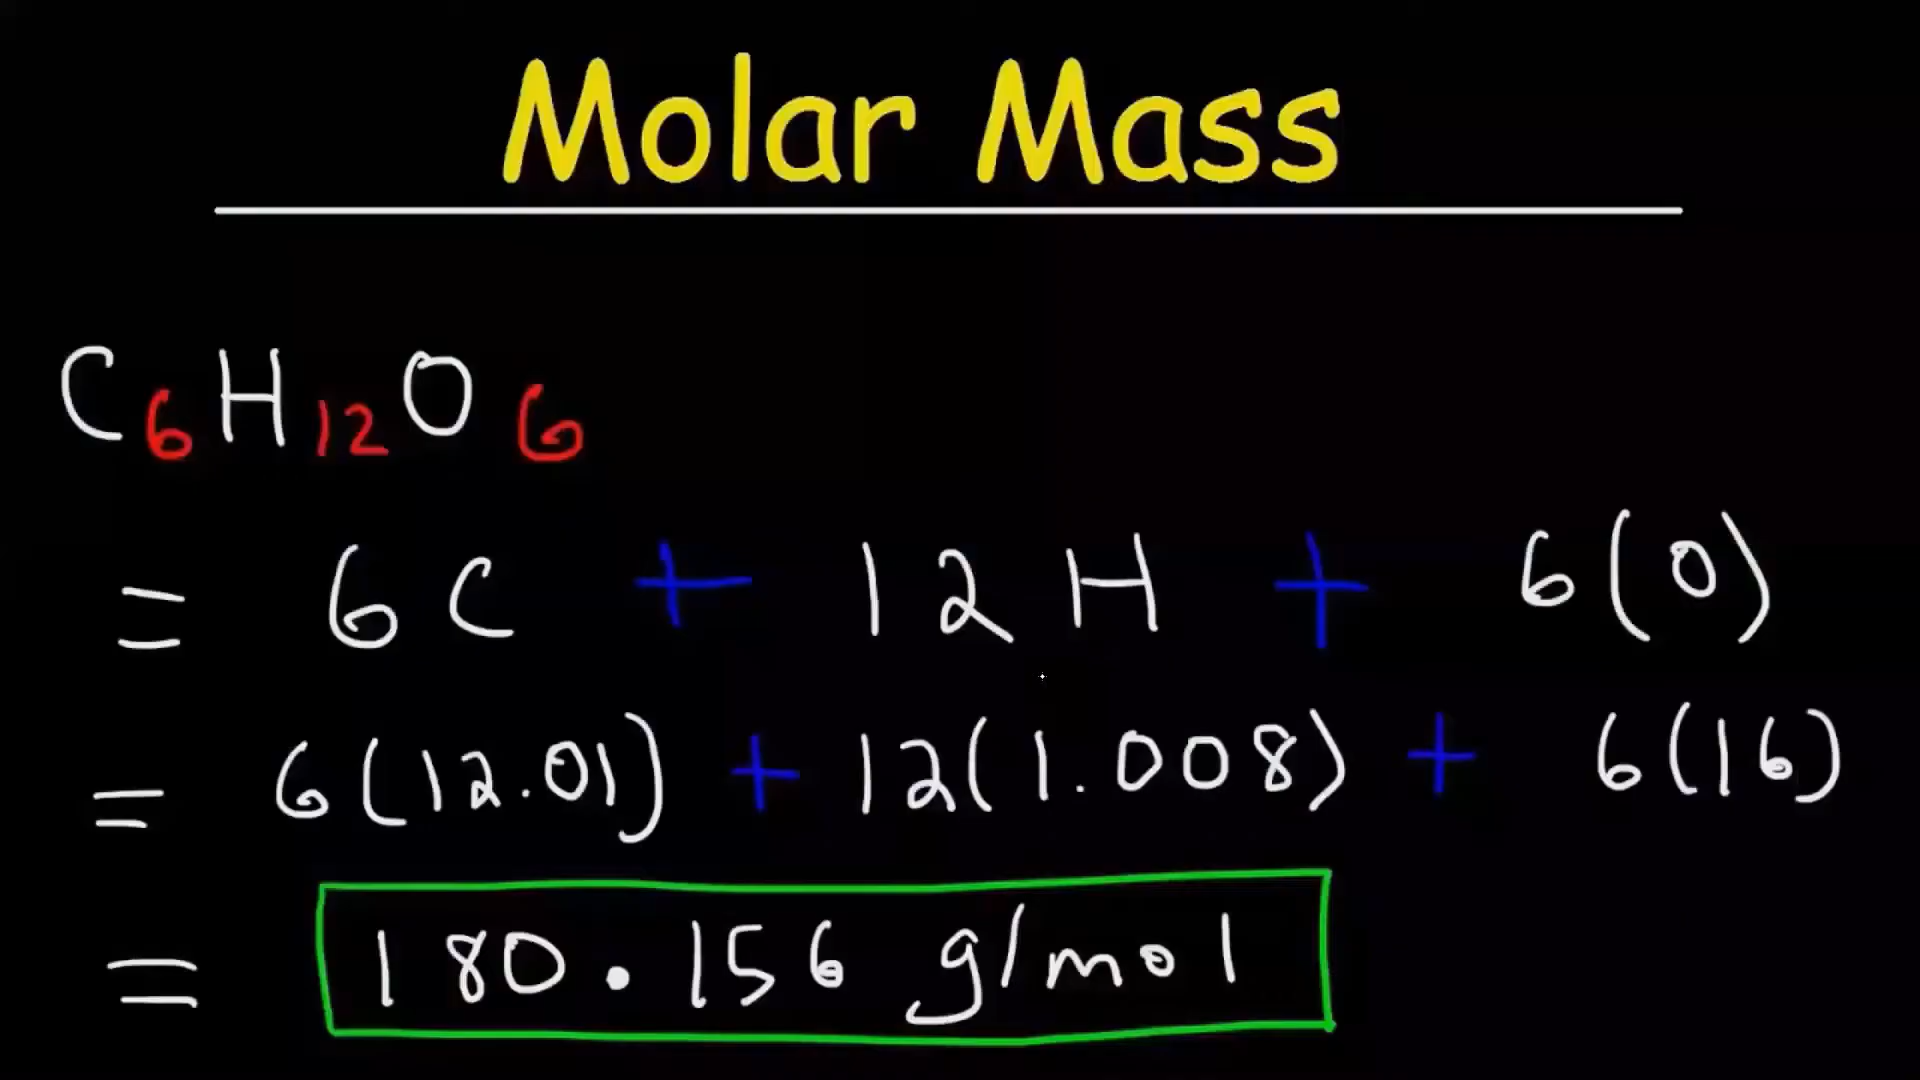 Molar Mass
C₆H₁₂O₆
= 6C + 12H + 6(O)
= 6(12.01) + 12(1.008) + 6(16)
= 180.156 g/mol